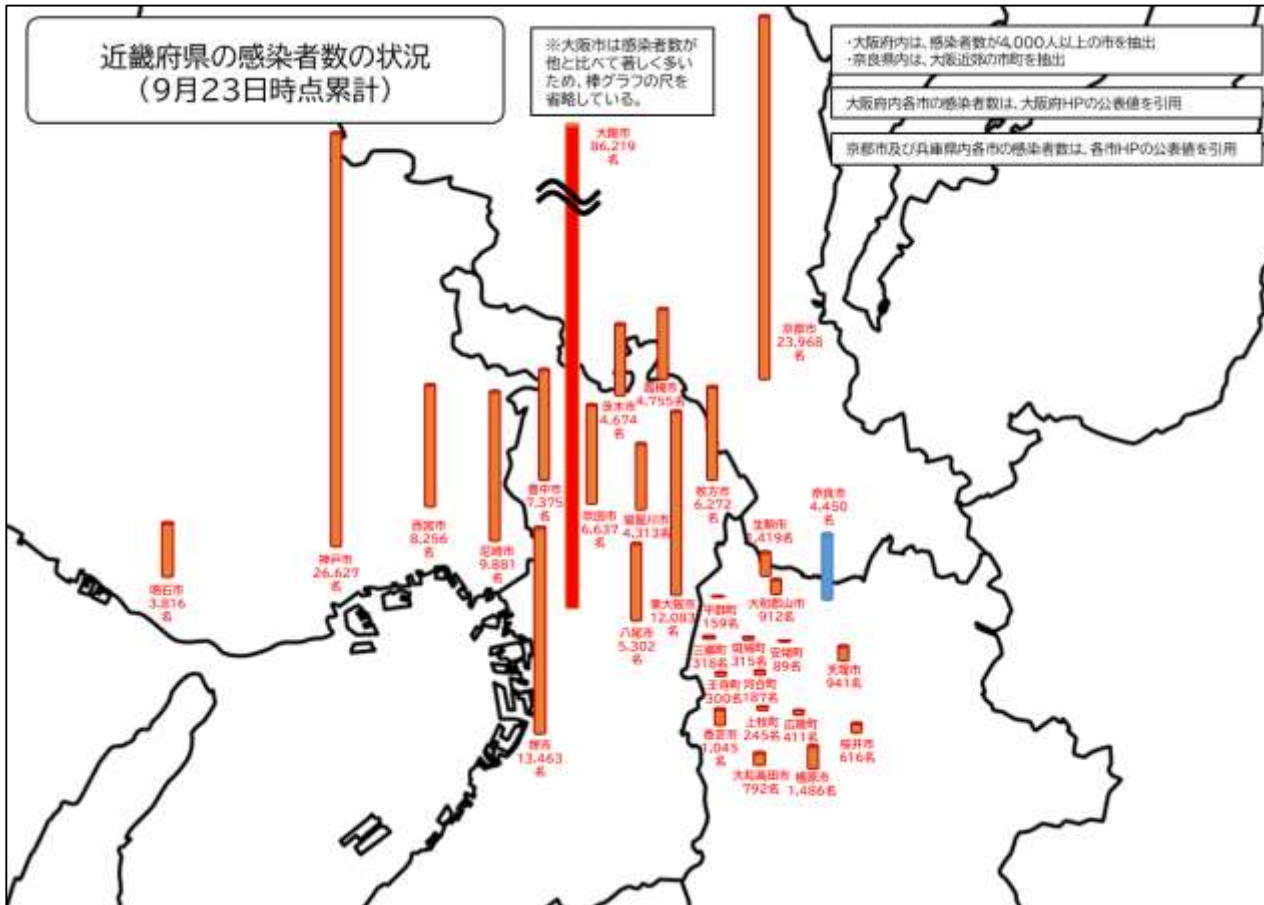 近畿府県の感染者数の状況
（9月23日時点累計）
※大阪市は感染者数が
他と比べて著しく多い
ため、棒グラフの尺を
省略している。
・大阪府内は、感染者数が4,000人以上の市を抽出
・奈良県内は、大阪近郊の市町を抽出
大阪府内各市の感染者数は、大阪府HPの公表値を引用
京都市及び兵庫県内各市の感染者数は、各市HPの公表値を引用
大阪市
86,219
名
京都市
23,968
名
高槻市
4,755名
茨木市
4,674
名
豊中市
7,375
名
吹田市
6,637
名
寝屋川市
4,313名
枚方市
6,272
名
奈良市
4,450
名
西宮市
8,256
名
尼崎市
9,881
名
神戸市
26,627
名
明石市
3,816
名
生駒市
1,419名
大和郡山市
912名
東大阪市
12,083
名
八尾市
5,302
名
平群町
159名
三郷町
318名
斑鳩町
315名
安堵町
89名
天理市
941名
王寺町
300名
河合町
187名
香芝市
1,045
名
上牧町
245名
広陵町
411名
桜井市
616名
堺市
13,463
名
大和高田市
792名
橿原市
1,486名